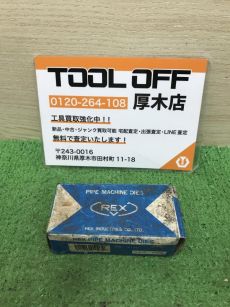 TOOL OFF
0120-264-108 厚木店
工具買取強化中！！
新品・中古・ジャンク買取可能 宅配査定・出張査定・LINE査定
無料で査定いたします！
〒243-0016
神奈川県厚木市田村町 11-18
PIPE MACHINE DIES
REX
REX INDUSTRIES CO., LTD.
REX PIPE MACHINE DIES